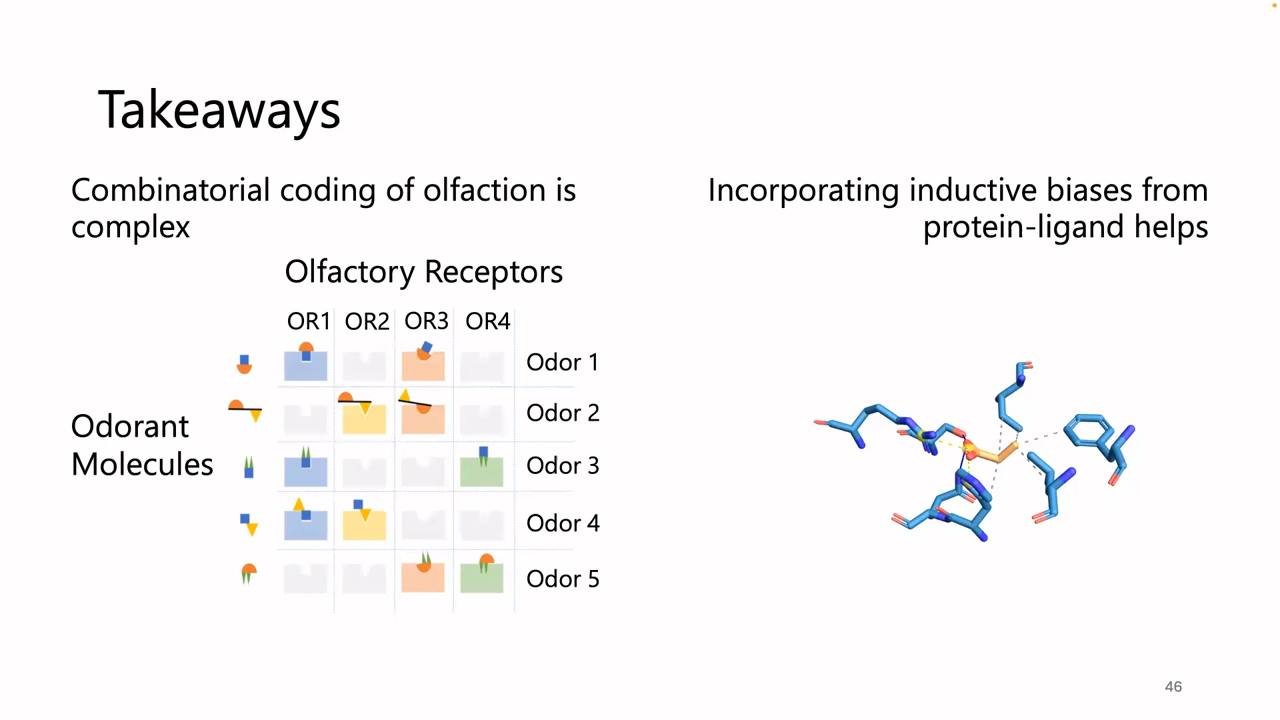 Takeaways
Combinatorial coding of olfaction is
complex
Olfactory Receptors
OR1 OR2 OR3 OR4
Odor 1
Odor 2
Odorant
Molecules
Odor 3
Odor 4
Odor 5
Incorporating inductive biases from
protein-ligand helps
46